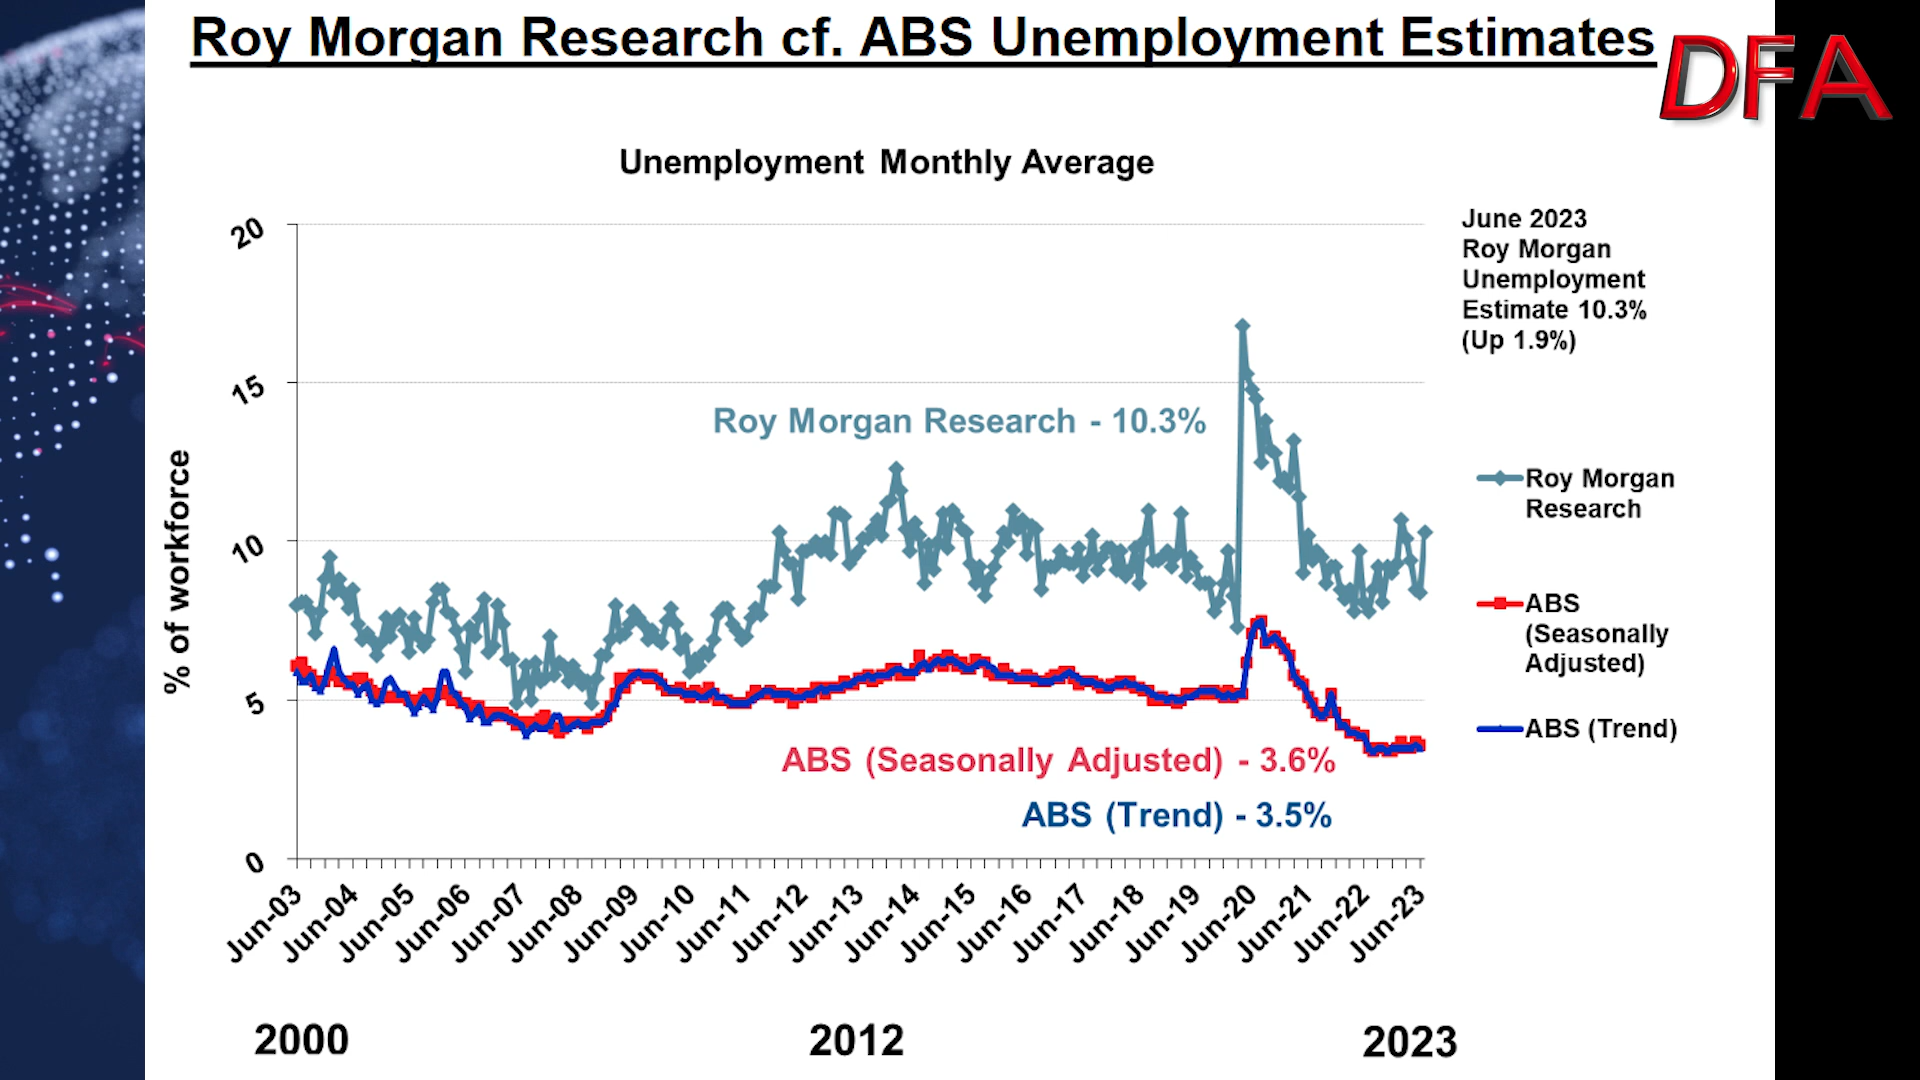 Roy Morgan Research cf. ABS Unemployment Estimates
DFA
Unemployment Monthly Average
June 2023
Roy Morgan
Unemployment
Estimate 10.3%
(Up 1.9%)
% of workforce
20
15
10
5
0
Roy Morgan Research - 10.3%
ABS (Seasonally Adjusted) - 3.6%
ABS (Trend) - 3.5%
Roy Morgan
Research
ABS
(Seasonally
Adjusted)
ABS (Trend)
Jun-03
Jun-04
Jun-05
Jun-06
Jun-07
Jun-08
Jun-09
Jun-10
Jun-11
Jun-12
Jun-13
Jun-14
Jun-15
Jun-16
Jun-17
Jun-18
Jun-19
Jun-20
Jun-21
Jun-22
Jun-23
2000
2012
2023